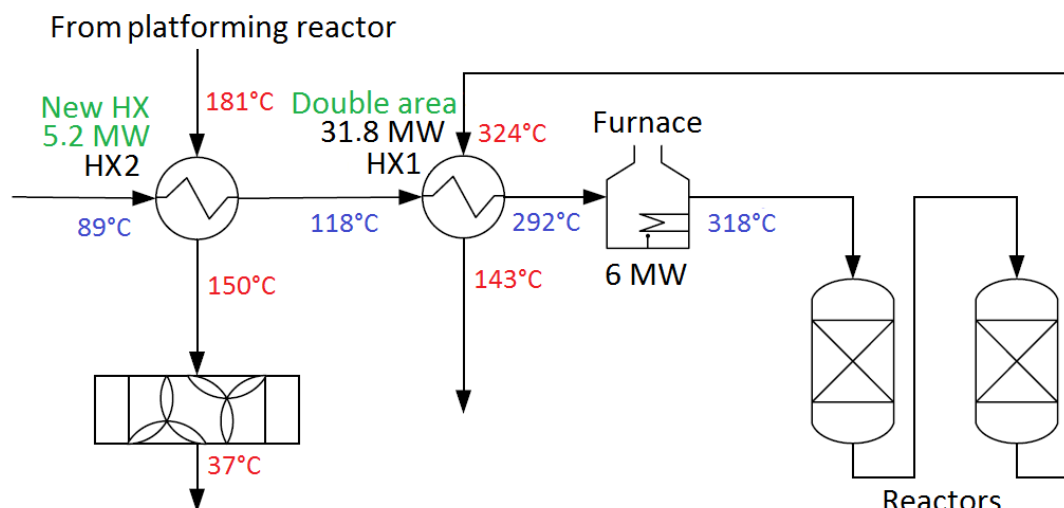 From platforming reactor
181°C
New HX
5.2 MW
HX2
Double area
31.8 MW
HX1
324°C
Furnace
89°C
118°C
292°C
318°C
150°C
143°C
6 MW
37°C
Reactors